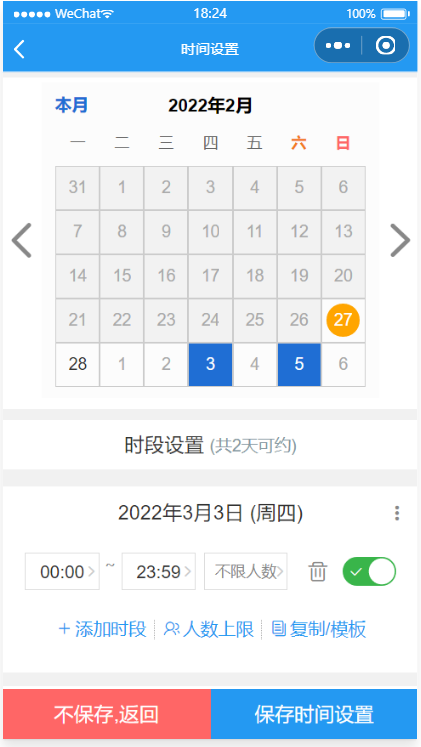 WeChat 18:24 100%
时间设置
本月 2022年2月
一 二 三 四 五 六 日
31 1 2 3 4 5 6
7 8 9 10 11 12 13
14 15 16 17 18 19 20
21 22 23 24 25 26 27
28 1 2 3 4 5 6
时段设置 (共2天可约)
2022年3月3日 (周四)
00:00 ~ 23:59 不限人数
+ 添加时段 人数上限 复制/模板
不保存,返回 保存时间设置